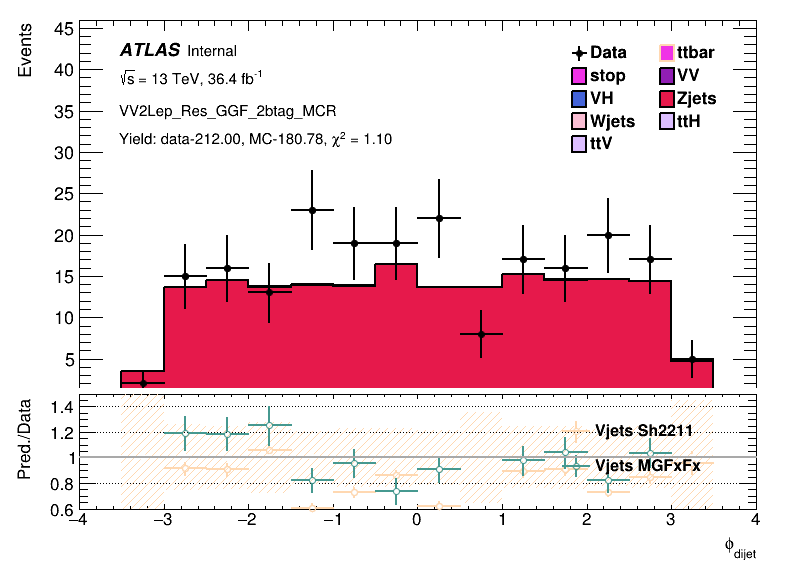 Events
45
40
35
30
25
20
15
10
5
ATLAS Internal
√s = 13 TeV, 36.4 fb⁻¹
VV2Lep_Res_GGF_2btag_MCR
Yield: data-212.00, MC-180.78, χ² = 1.10
Data
ttbar
stop
VV
VH
Zjets
Wjets
ttH
ttV
Pred./Data
1.4
1.2
1
0.8
0.6
Vjets Sh2211
Vjets MGFxFx
−4 −3 −2 −1 0 1 2 3 4
ϕdijet